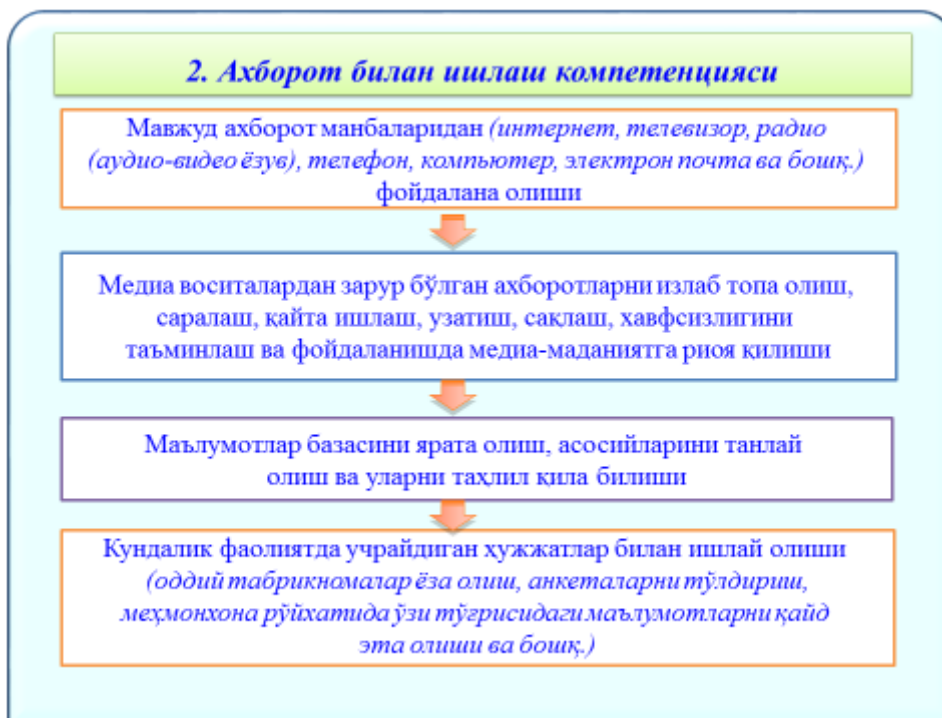 2. Ахборот билан ишлаш компетенцияси
Мавжуд ахборот манбаларидан (интернет, телевизор, радио
(аудио-видео ёзув), телефон, компьютер, электрон почта ва бошқ.)
фойдалана олиши
Медиа воситалардан зарур бўлган ахборотларни излаб топа олиш,
саралаш, қайта ишлаш, узатиш, сақлаш, хавфсизлигини
таъминлаш ва фойдаланишда медиа-маданиятга риоя қилиши
Маълумотлар базасини ярата олиш, асосийларини танлай
олиш ва уларни таҳлил қила билиши
Кундалик фаолиятда учрайдиган ҳужжатлар билан ишлай олиши
(оддий табрикномалар ёза олиш, анкеталарни тўлдириш,
меҳмонхона рўйхатида ўзи тўғрисидаги маълумотларни қайд
эта олиши ва бошқ.)